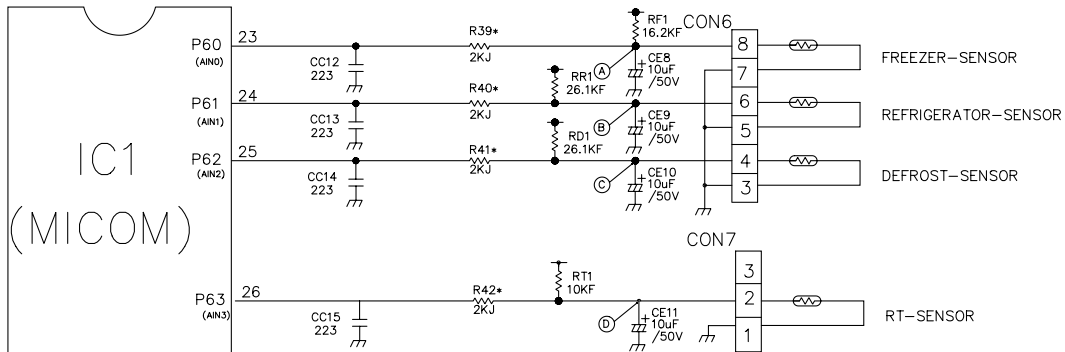 RF1
16.2KF
CON6
P60
(AIN0)
23
R39*
2KJ
CC12
223
A
CE8
10uF
/50V
+
8
7
FREEZER-SENSOR
RR1
26.1KF
P61
(AIN1)
24
R40*
2KJ
CC13
223
B
CE9
10uF
/50V
+
6
5
REFRIGERATOR-SENSOR
RD1
26.1KF
P62
(AIN2)
25
R41*
2KJ
CC14
223
C
CE10
10uF
/50V
+
4
3
DEFROST-SENSOR
IC1
(MICOM)
CON7
P63
(AIN3)
26
R42*
2KJ
RT1
10KF
CC15
223
D
CE11
10uF
/50V
+
3
2
1
RT-SENSOR